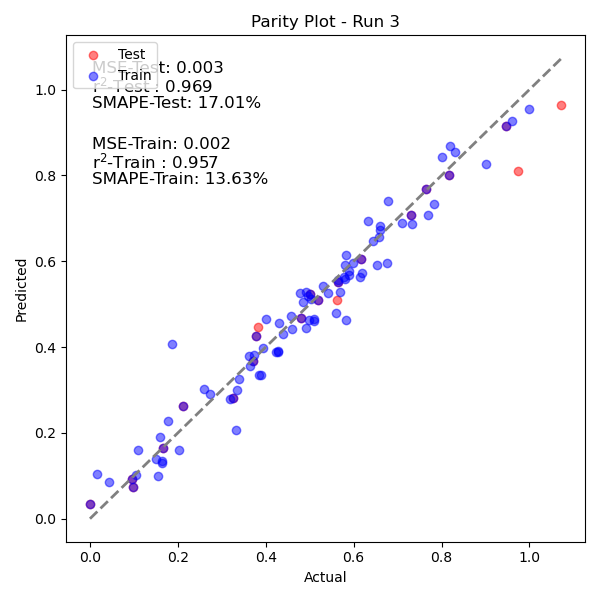 Parity Plot - Run 3
Test
Train
MSE-Test: 0.003
r²-Test : 0.969
SMAPE-Test: 17.01%
MSE-Train: 0.002
r²-Train : 0.957
SMAPE-Train: 13.63%
Predicted
1.0
0.8
0.6
0.4
0.2
0.0
0.0 0.2 0.4 0.6 0.8 1.0
Actual